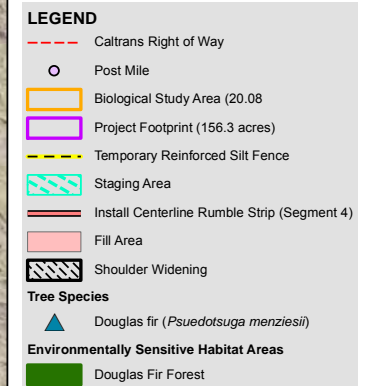 LEGEND
Caltrans Right of Way
Post Mile
Biological Study Area (20.08
Project Footprint (156.3 acres)
Temporary Reinforced Silt Fence
Staging Area
Install Centerline Rumble Strip (Segment 4)
Fill Area
Shoulder Widening
Tree Species
Douglas fir (Psuedotsuga menziesii)
Environmentally Sensitive Habitat Areas
Douglas Fir Forest